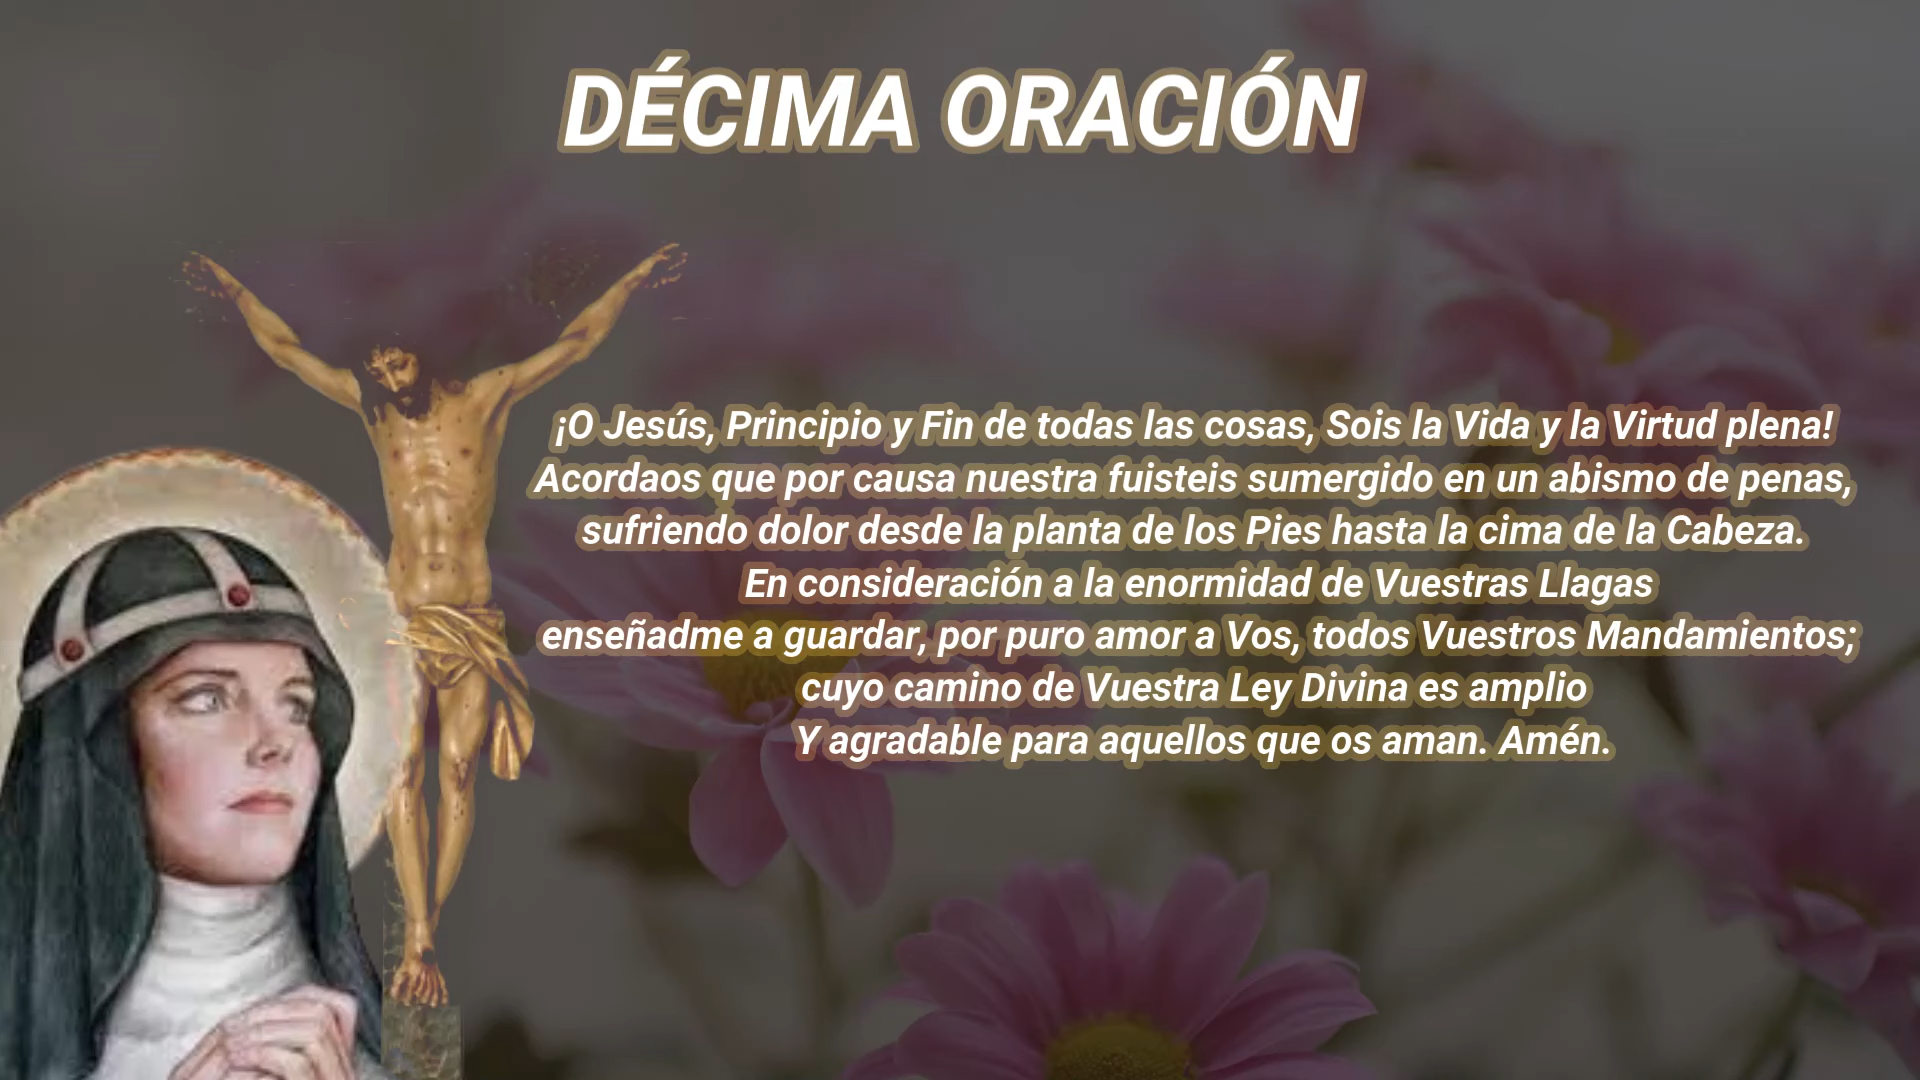 DÉCIMA ORACIÓN
¡O Jesús, Principio y Fin de todas las cosas, Sois la Vida y la Virtud plena!
Acordaos que por causa nuestra fuisteis sumergido en un abismo de penas,
sufriendo dolor desde la planta de los Pies hasta la cima de la Cabeza.
En consideración a la enormidad de Vuestras Llagas
enseñadme a guardar, por puro amor a Vos, todos Vuestros Mandamientos;
cuyo camino de Vuestra Ley Divina es amplio
Y agradable para aquellos que os aman. Amén.